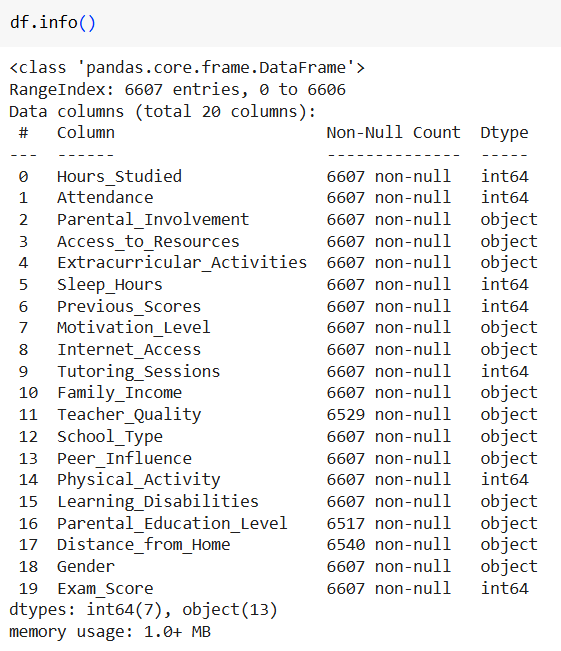 df.info()
<class 'pandas.core.frame.DataFrame'>
RangeIndex: 6607 entries, 0 to 6606
Data columns (total 20 columns):
 #   Column                      Non-Null Count  Dtype
---  ------                      --------------  -----
 0   Hours_Studied               6607 non-null   int64
 1   Attendance                  6607 non-null   int64
 2   Parental_Involvement        6607 non-null   object
 3   Access_to_Resources         6607 non-null   object
 4   Extracurricular_Activities  6607 non-null   object
 5   Sleep_Hours                 6607 non-null   int64
 6   Previous_Scores             6607 non-null   int64
 7   Motivation_Level            6607 non-null   object
 8   Internet_Access             6607 non-null   object
 9   Tutoring_Sessions           6607 non-null   int64
 10  Family_Income               6607 non-null   object
 11  Teacher_Quality             6529 non-null   object
 12  School_Type                 6607 non-null   object
 13  Peer_Influence              6607 non-null   object
 14  Physical_Activity           6607 non-null   int64
 15  Learning_Disabilities       6607 non-null   object
 16  Parental_Education_Level    6517 non-null   object
 17  Distance_from_Home          6540 non-null   object
 18  Gender                      6607 non-null   object
 19  Exam_Score                  6607 non-null   int64
dtypes: int64(7), object(13)
memory usage: 1.0+ MB